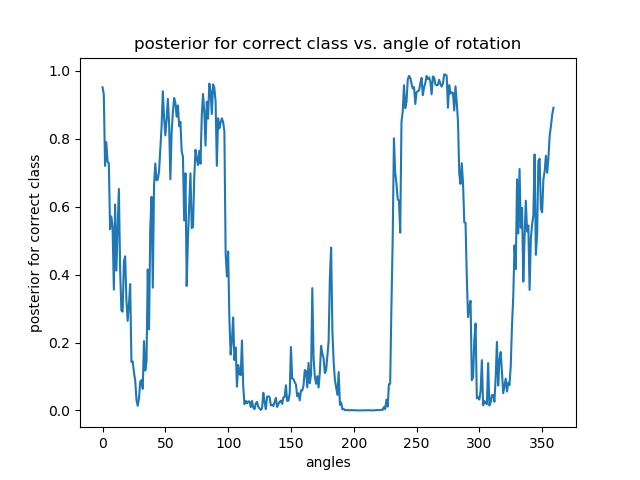 posterior for correct class vs. angle of rotation
1.0
0.8
0.6
0.4
0.2
0.0
posterior for correct class
0 50 100 150 200 250 300 350
angles